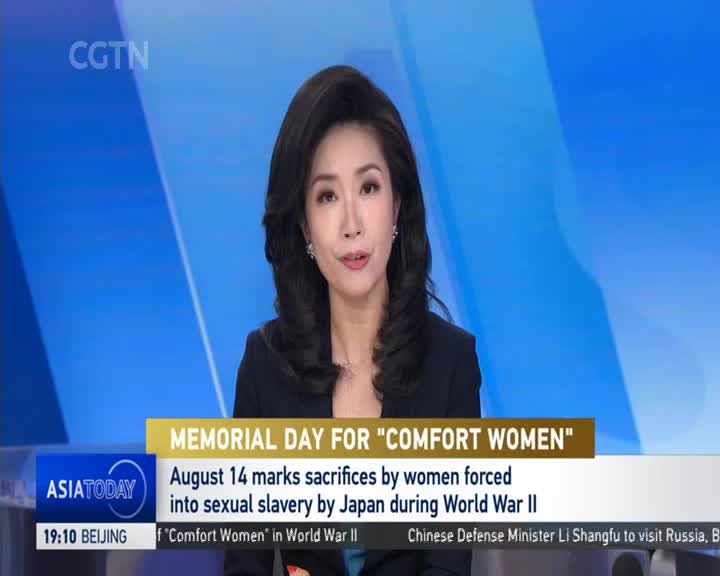 CGTN
MEMORIAL DAY FOR "COMFORT WOMEN"
August 14 marks sacrifices by women forced
into sexual slavery by Japan during World War II
ASIA TODAY
19:10 BEIJING
f "Comfort Women" in World War II Chinese Defense Minister Li Shangfu to visit Russia, B